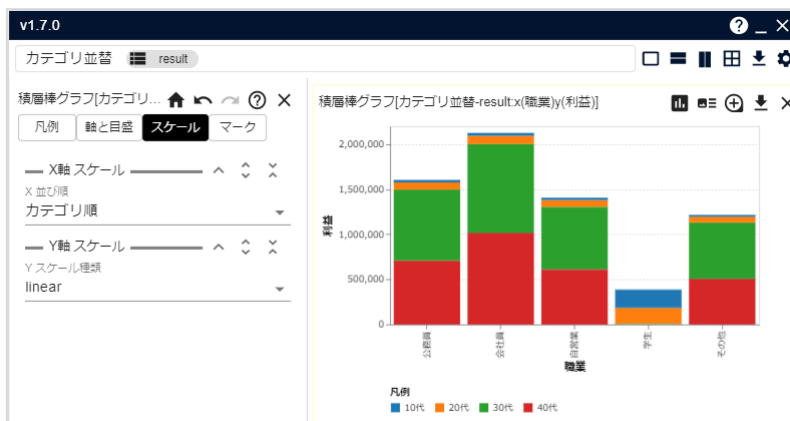 v1.7.0
カテゴリ並替 result
積層棒グラフ[カテゴリ...
凡例 軸と目盛 スケール マーク
X軸 スケール
X 並び順
カテゴリ順
Y軸 スケール
Y スケール種類
linear
積層棒グラフ[カテゴリ並替-result:x(職業)y(利益)]
利益
2,000,000
1,500,000
1,000,000
500,000
0
公務員
会社員
自営業
学生
その他
職業
凡例
10代 20代 30代 40代